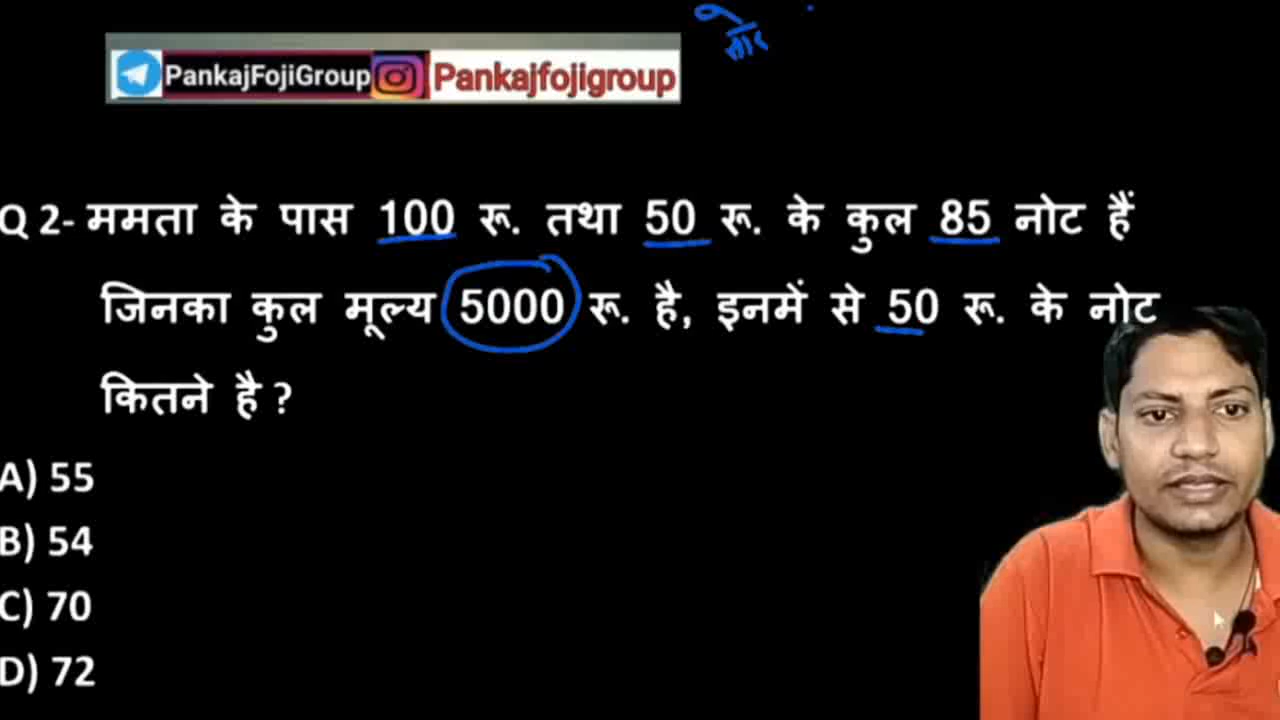 PankajFojiGroup Pankajfojigroup
Q 2- ममता के पास 100 रू. तथा 50 रू. के कुल 85 नोट हैं
जिनका कुल मूल्य 5000 रू. है, इनमें से 50 रू. के नोट
कितने है ?
A) 55
B) 54
C) 70
D) 72